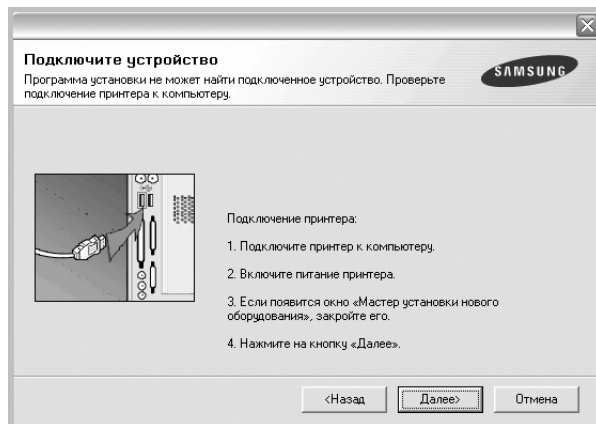 Подключите устройство
Программа установки не может найти подключенное устройство. Проверьте
подключение принтера к компьютеру.
SAMSUNG
Подключение принтера:
1. Подключите принтер к компьютеру.
2. Включите питание принтера.
3. Если появится окно «Мастер установки нового
оборудования», закройте его.
4. Нажмите на кнопку «Далее».
<Назад Далее> Отмена